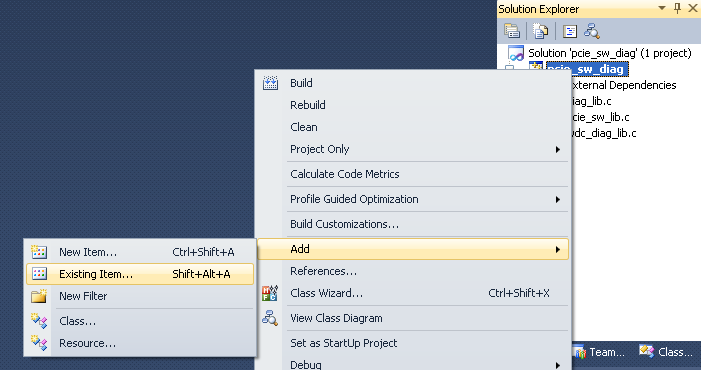 Solution Explorer
Solution 'pcie_sw_diag' (1 project)
pcie_sw_diag
xternal Dependencies
iag_lib.c
cie_sw_lib.c
dc_diag_lib.c
Build
Rebuild
Clean
Project Only
Calculate Code Metrics
Profile Guided Optimization
Build Customizations...
Add
References...
Class Wizard... Ctrl+Shift+X
View Class Diagram
Set as StartUp Project
Debug
New Item... Ctrl+Shift+A
Existing Item... Shift+Alt+A
New Filter
Class...
Resource...
Team...
Class...